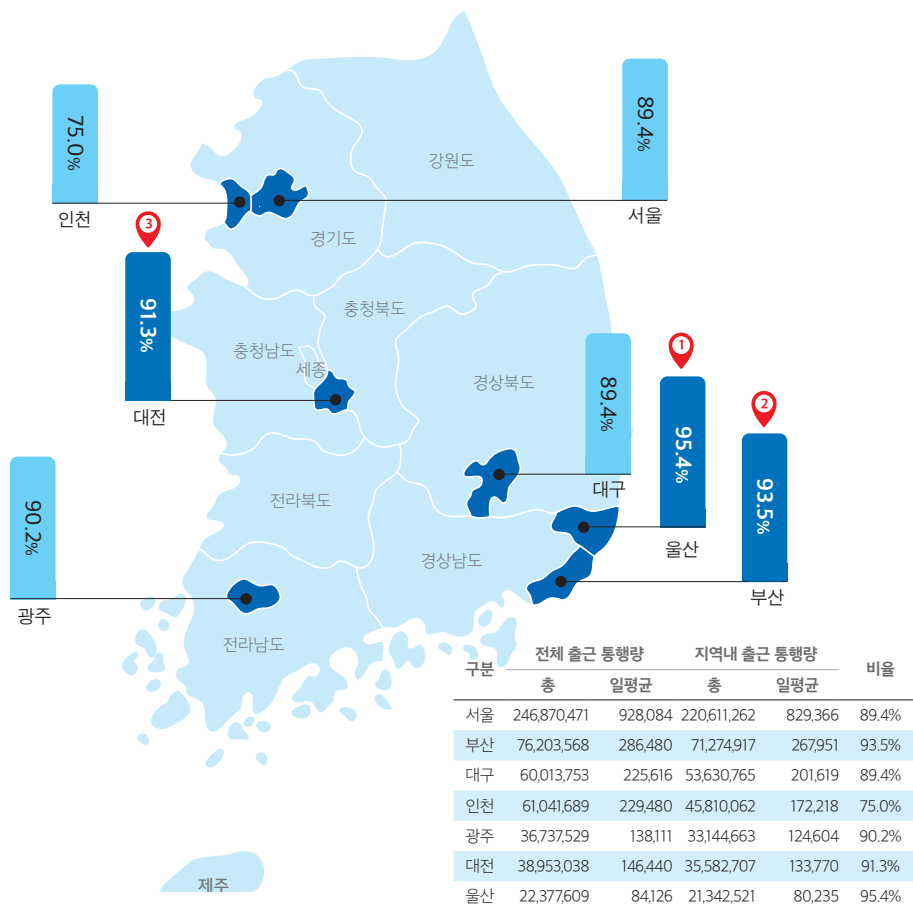 75.0%
인천
89.4%
서울
강원도
경기도
3
91.3%
대전
충청북도
충청남도
세종
경상북도
89.4%
대구
1
95.4%
울산
2
93.5%
부산
90.2%
광주
전라북도
경상남도
전라남도
제주
구분 전체 출근 통행량 지역내 출근 통행량 비율
총 일평균 총 일평균
서울 246,870,471 928,084 220,611,262 829,366 89.4%
부산 76,203,568 286,480 71,274,917 267,951 93.5%
대구 60,013,753 225,616 53,630,765 201,619 89.4%
인천 61,041,689 229,480 45,810,062 172,218 75.0%
광주 36,737,529 138,111 33,144,663 124,604 90.2%
대전 38,953,038 146,440 35,582,707 133,770 91.3%
울산 22,377,609 84,126 21,342,521 80,235 95.4%